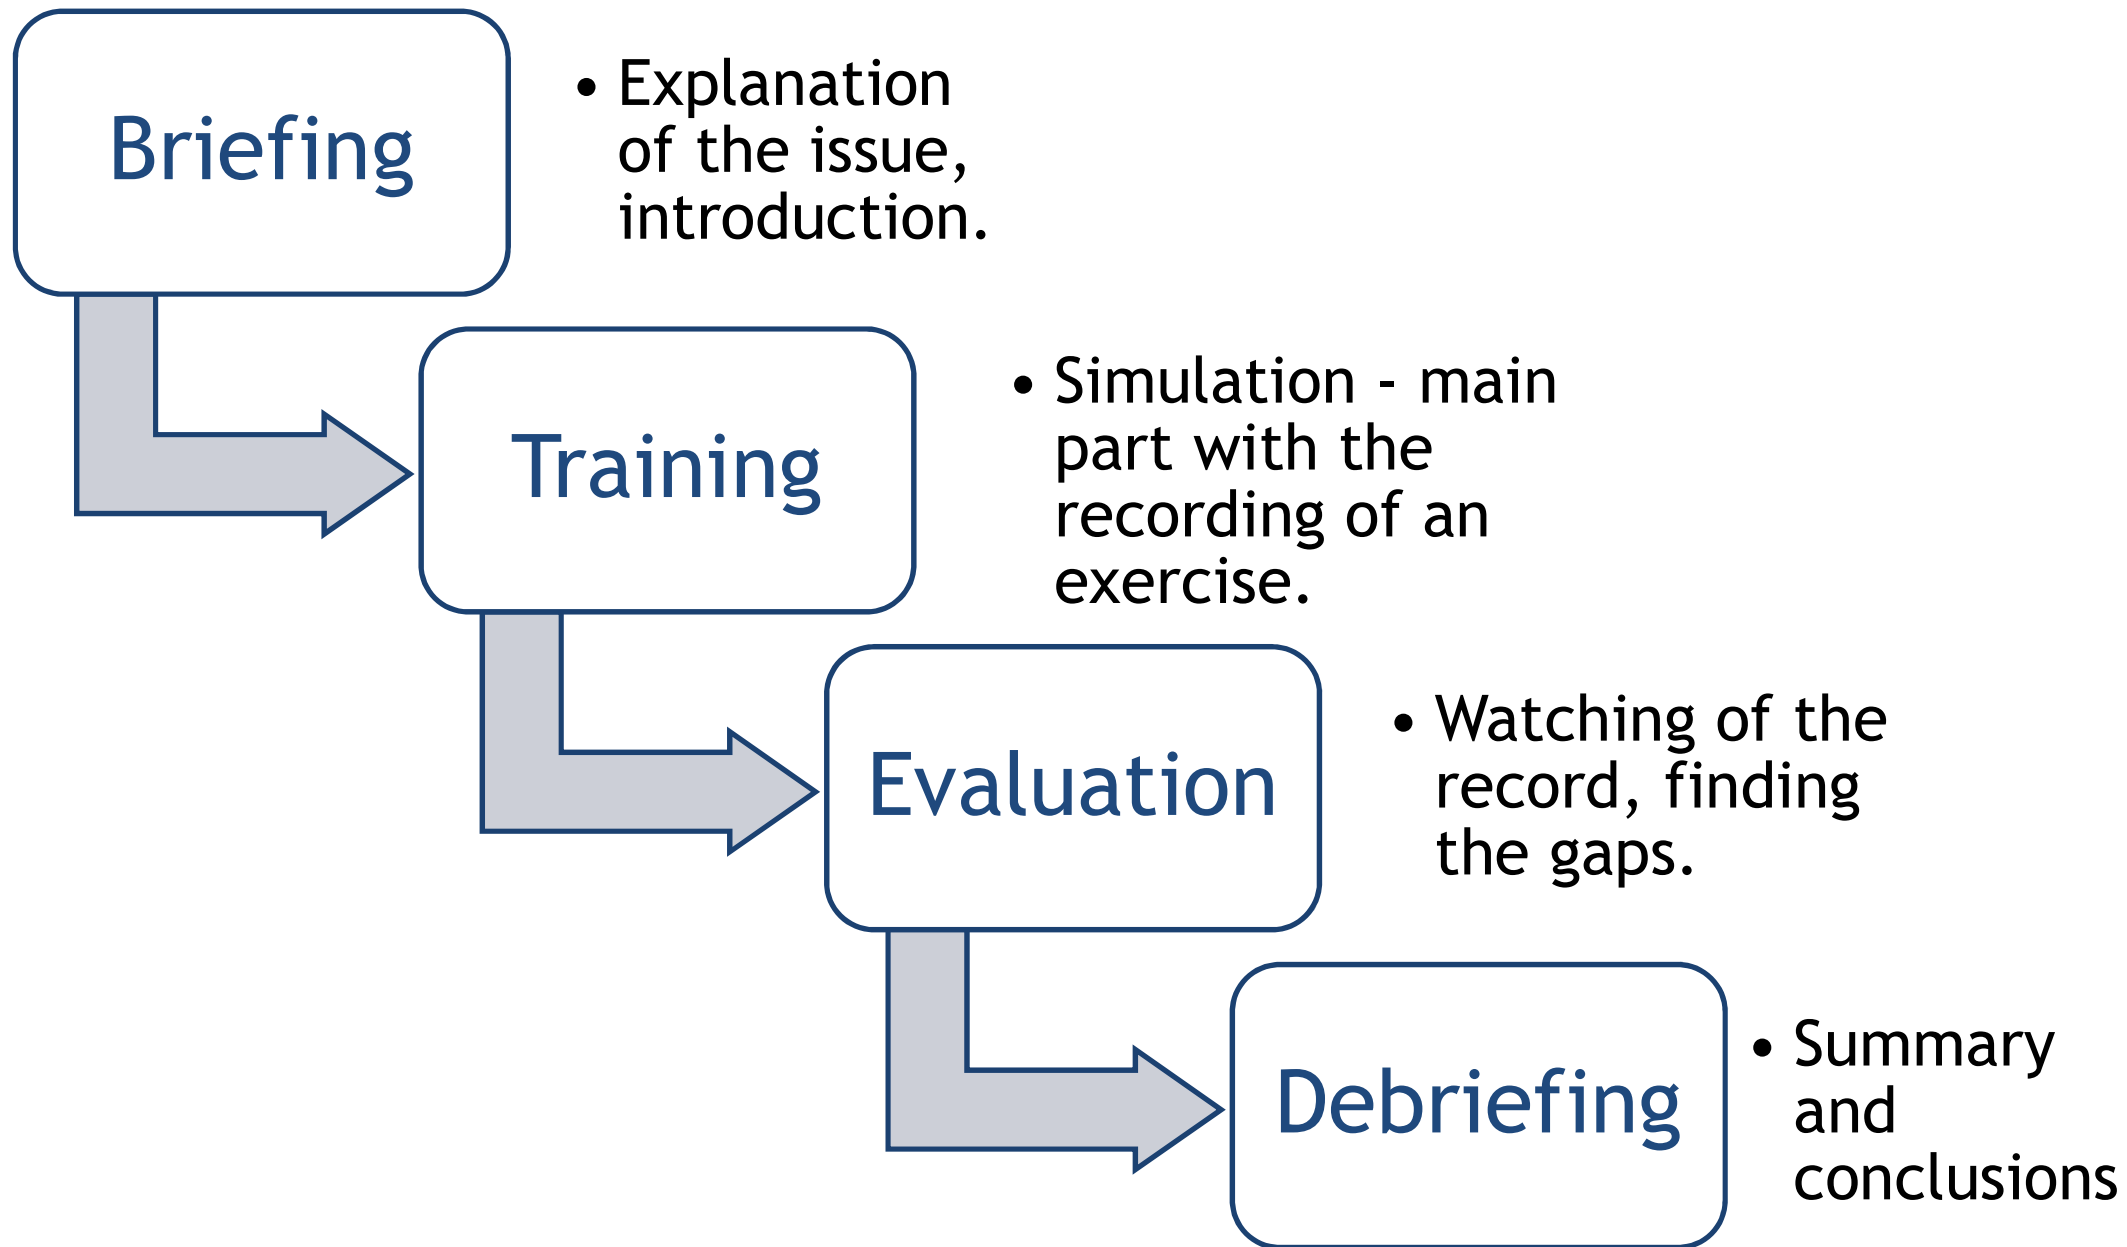 Briefing
• Explanation
of the issue,
introduction.
Training
• Simulation - main
part with the
recording of an
exercise.
Evaluation
• Watching of the
record, finding
the gaps.
Debriefing
• Summary
and
conclusions